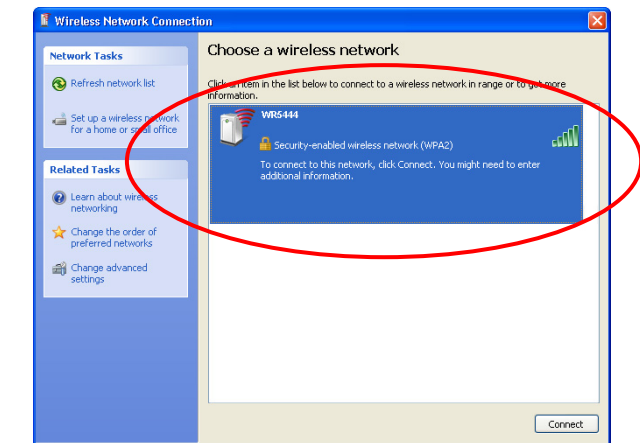 Wireless Network Connection
Network Tasks
Refresh network list
Set up a wireless network
for a home or small office
Related Tasks
Learn about wireless
networking
Change the order of
preferred networks
Change advanced
settings
Choose a wireless network
Click an item in the list below to connect to a wireless network in range or to get more
information.
WR5444
Security-enabled wireless network (WPA2)
To connect to this network, click Connect. You might need to enter
additional information.
Connect